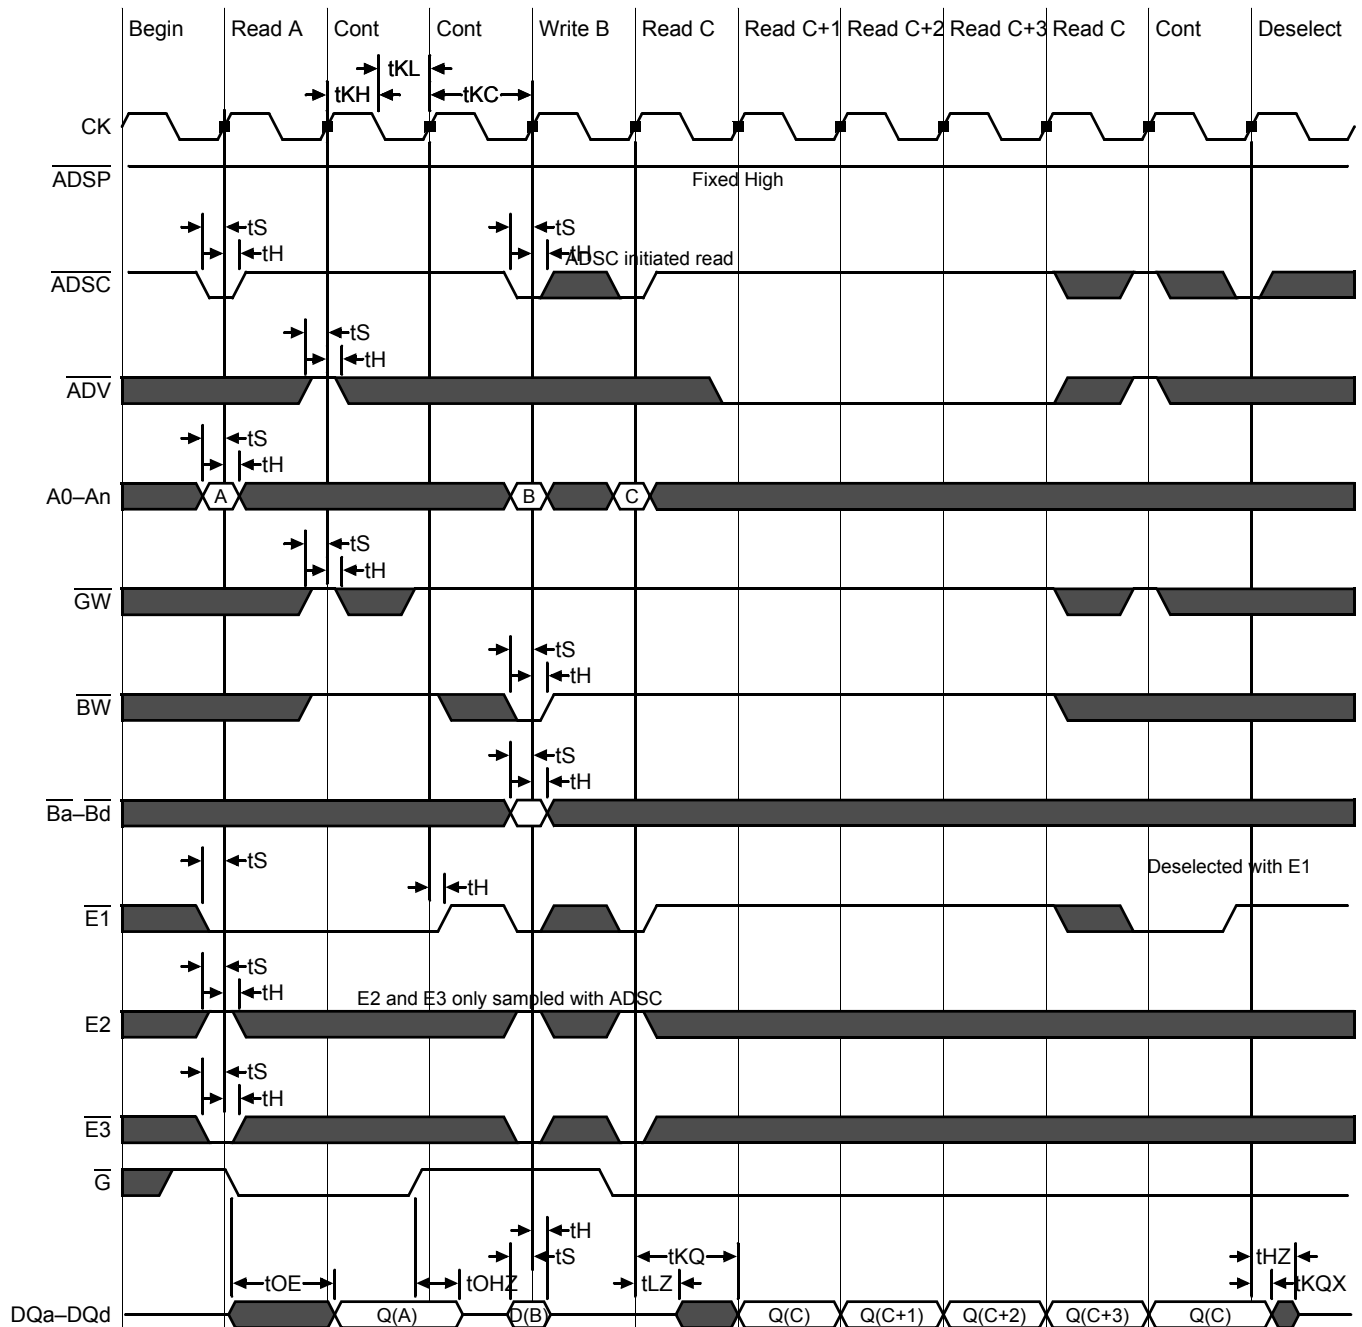 Begin Read A Cont Cont Write B Read C Read C+1 Read C+2 Read C+3 Read C Cont Deselect
tKL
tKH tKC
CK
ADSP
Fixed High
tS tS
tH tH
ADSC initiated read
ADSC
tS
tH
ADV
tS
tH
A0–An A B C
tS
tH
GW
tS
tH
BW
tS
tH
Ba–Bd
tS
Deselected with E1
tH
E1
tS
tH
E2 and E3 only sampled with ADSC
E2
tS
tH
E3
G
tH
tS tKQ tHZ
tOE tOHZ tLZ tKQX
DQa–DQd Q(A) D(B) Q(C) Q(C+1) Q(C+2) Q(C+3) Q(C)